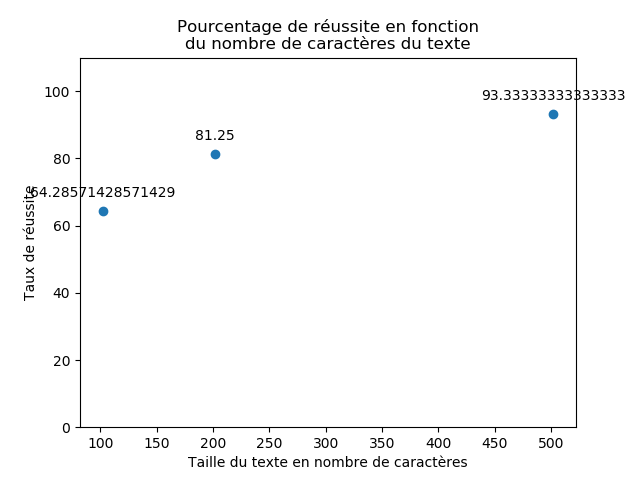 Pourcentage de réussite en fonction
du nombre de caractères du texte
93.33333333333333
100
81.25
80
64.28571428571429
60
Taux de réussite
40
20
0
100 150 200 250 300 350 400 450 500
Taille du texte en nombre de caractères